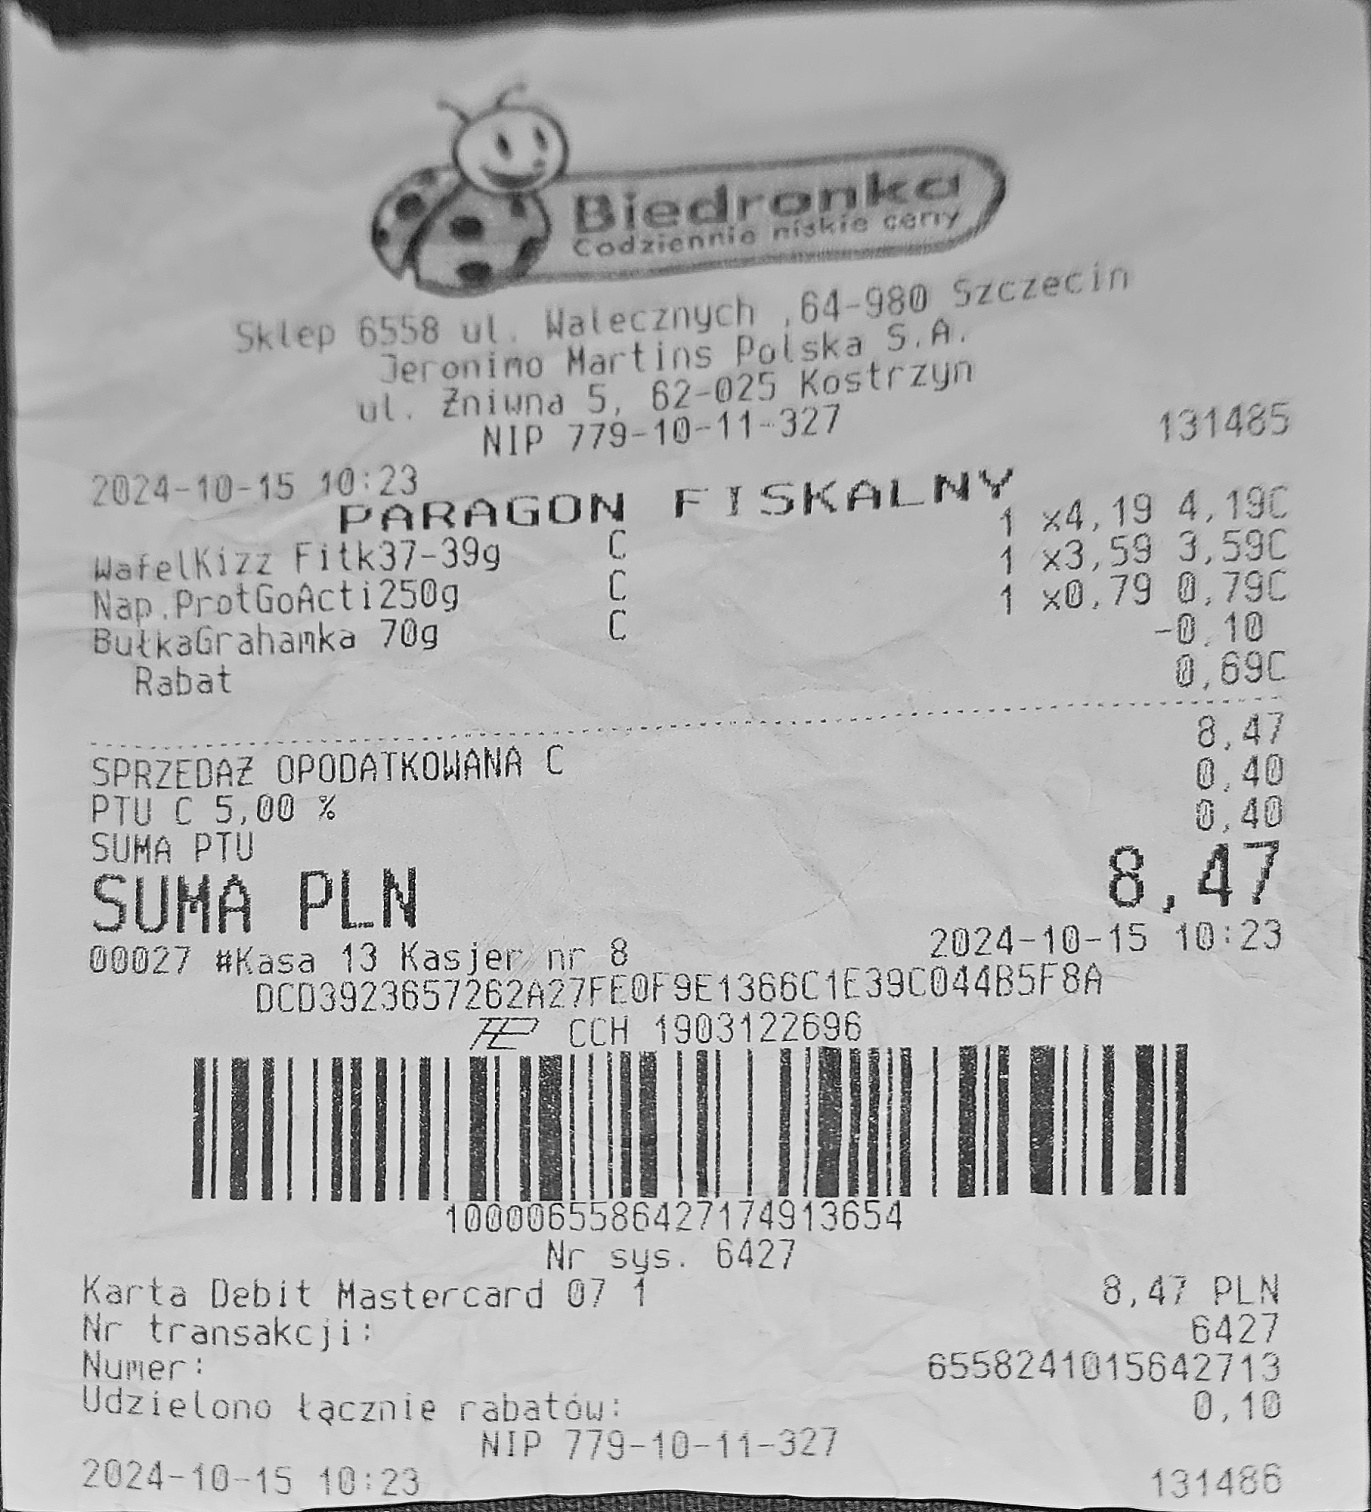 Biedronka
Codziennie niskie ceny
Sklep 6558 ul. Walecznych ,64-980 Szczecin
Jeronimo Martins Polska S.A.
ul. Żniwna 5, 62-025 Kostrzyn
NIP 779-10-11-327
2024-10-15 10:23 131485
PARAGON FISKALNY
WafelKizz Fitk37-39g C 1 x4,19 4,19C
Nap.ProtGoActi250g C 1 x3,59 3,59C
BułkaGrahamka 70g C 1 x0,79 0,79C
Rabat -0,10
0,69C
SPRZEDAŻ OPODATKOWANA C 8,47
PTU C 5,00 % 0,40
SUMA PTU 0,40
SUMA PLN 8,47
00027 #Kasa 13 Kasjer nr 8 2024-10-15 10:23
DCD3923657262A27FE0F9E1366C1E39C044B5F8A
CCH 1903122696
1000065586427174913654
Nr sys. 6427
Karta Debit Mastercard 07 1 8,47 PLN
Nr transakcji: 6427
Numer: 6558241015642713
Udzielono łącznie rabatów: 0,10
NIP 779-10-11-327
2024-10-15 10:23 131486